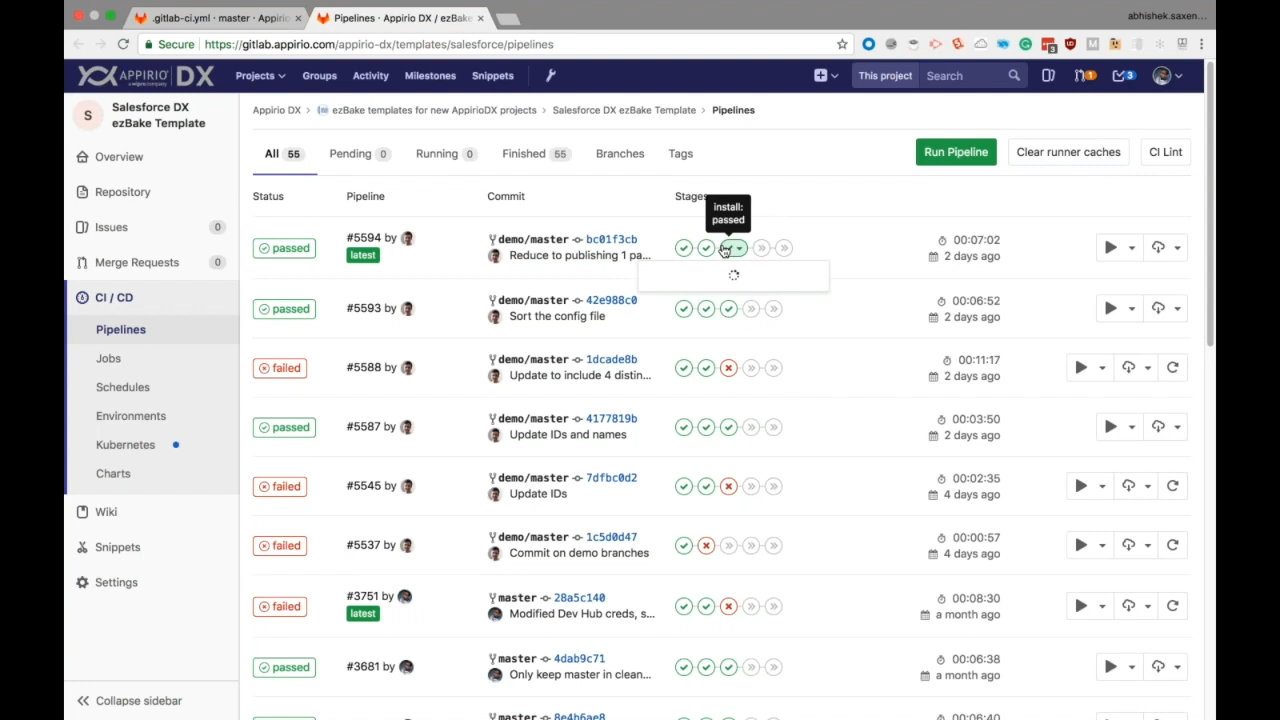 .gitlab-ci.yml · master · Appirio
Pipelines · Appirio DX / ezBake
abhishek.saxen...
Secure
https://gitlab.appirio.com/appirio-dx/templates/salesforce/pipelines
APPIRIO DX
Projects
Groups
Activity
Milestones
Snippets
This project
Search
1
3
S
Salesforce DX
ezBake Template
Overview
Repository
Issues 0
Merge Requests 0
CI / CD
Pipelines
Jobs
Schedules
Environments
Kubernetes
Charts
Wiki
Snippets
Settings
Collapse sidebar
Appirio DX > ezBake templates for new AppirioDX projects > Salesforce DX ezBake Template > Pipelines
All 55
Pending 0
Running 0
Finished 55
Branches
Tags
Run Pipeline
Clear runner caches
CI Lint
Status
Pipeline
Commit
Stages
install:
passed
passed
#5594 by
latest
demo/master bc01f3cb
Reduce to publishing 1 pa...
00:07:02
2 days ago
passed
#5593 by
demo/master 42e988c0
Sort the config file
00:06:52
2 days ago
failed
#5588 by
demo/master 1dcade8b
Update to include 4 distin...
00:11:17
2 days ago
passed
#5587 by
demo/master 4177819b
Update IDs and names
00:03:50
2 days ago
failed
#5545 by
demo/master 7dfbc0d2
Update IDs
00:02:35
4 days ago
failed
#5537 by
demo/master 1c5d0d47
Commit on demo branches
00:00:57
4 days ago
failed
#3751 by
latest
master 28a5c140
Modified Dev Hub creds, s...
00:08:30
a month ago
passed
#3681 by
master 4dab9c71
Only keep master in clean...
00:06:38
a month ago
master 8e4b6ae8
00:06:40